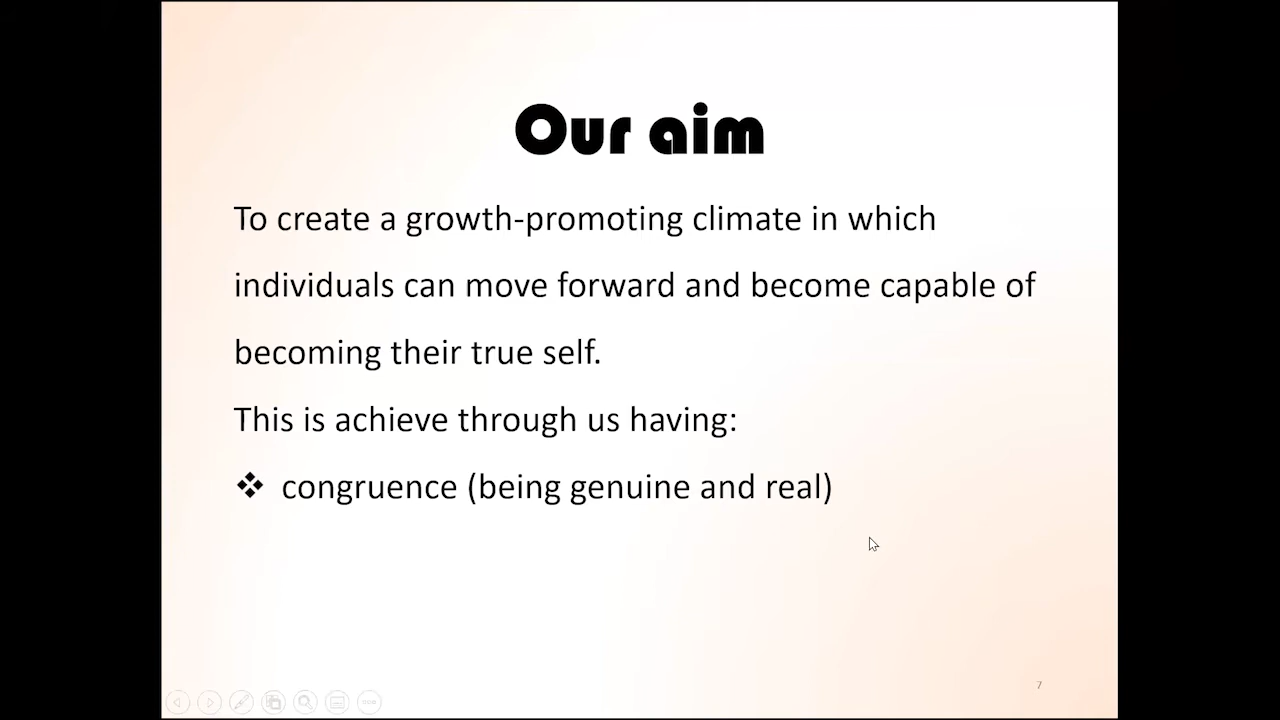 Our aim
To create a growth-promoting climate in which
individuals can move forward and become capable of
becoming their true self.
This is achieve through us having:
❖ congruence (being genuine and real)
7